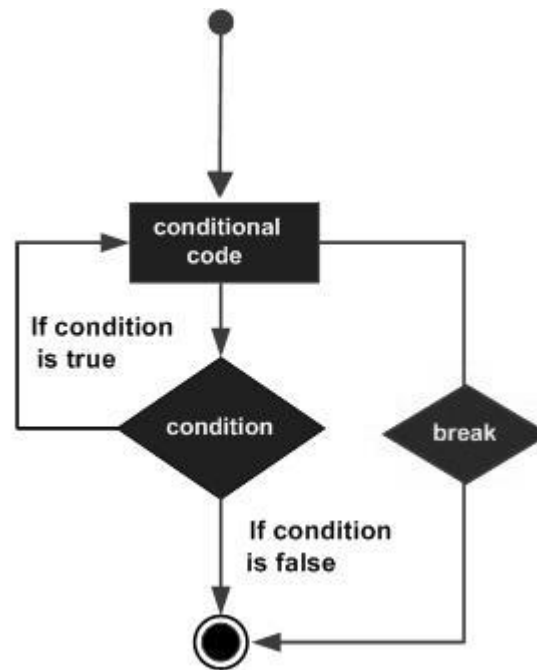 conditional
code
If condition
is true
condition
break
If condition
is false